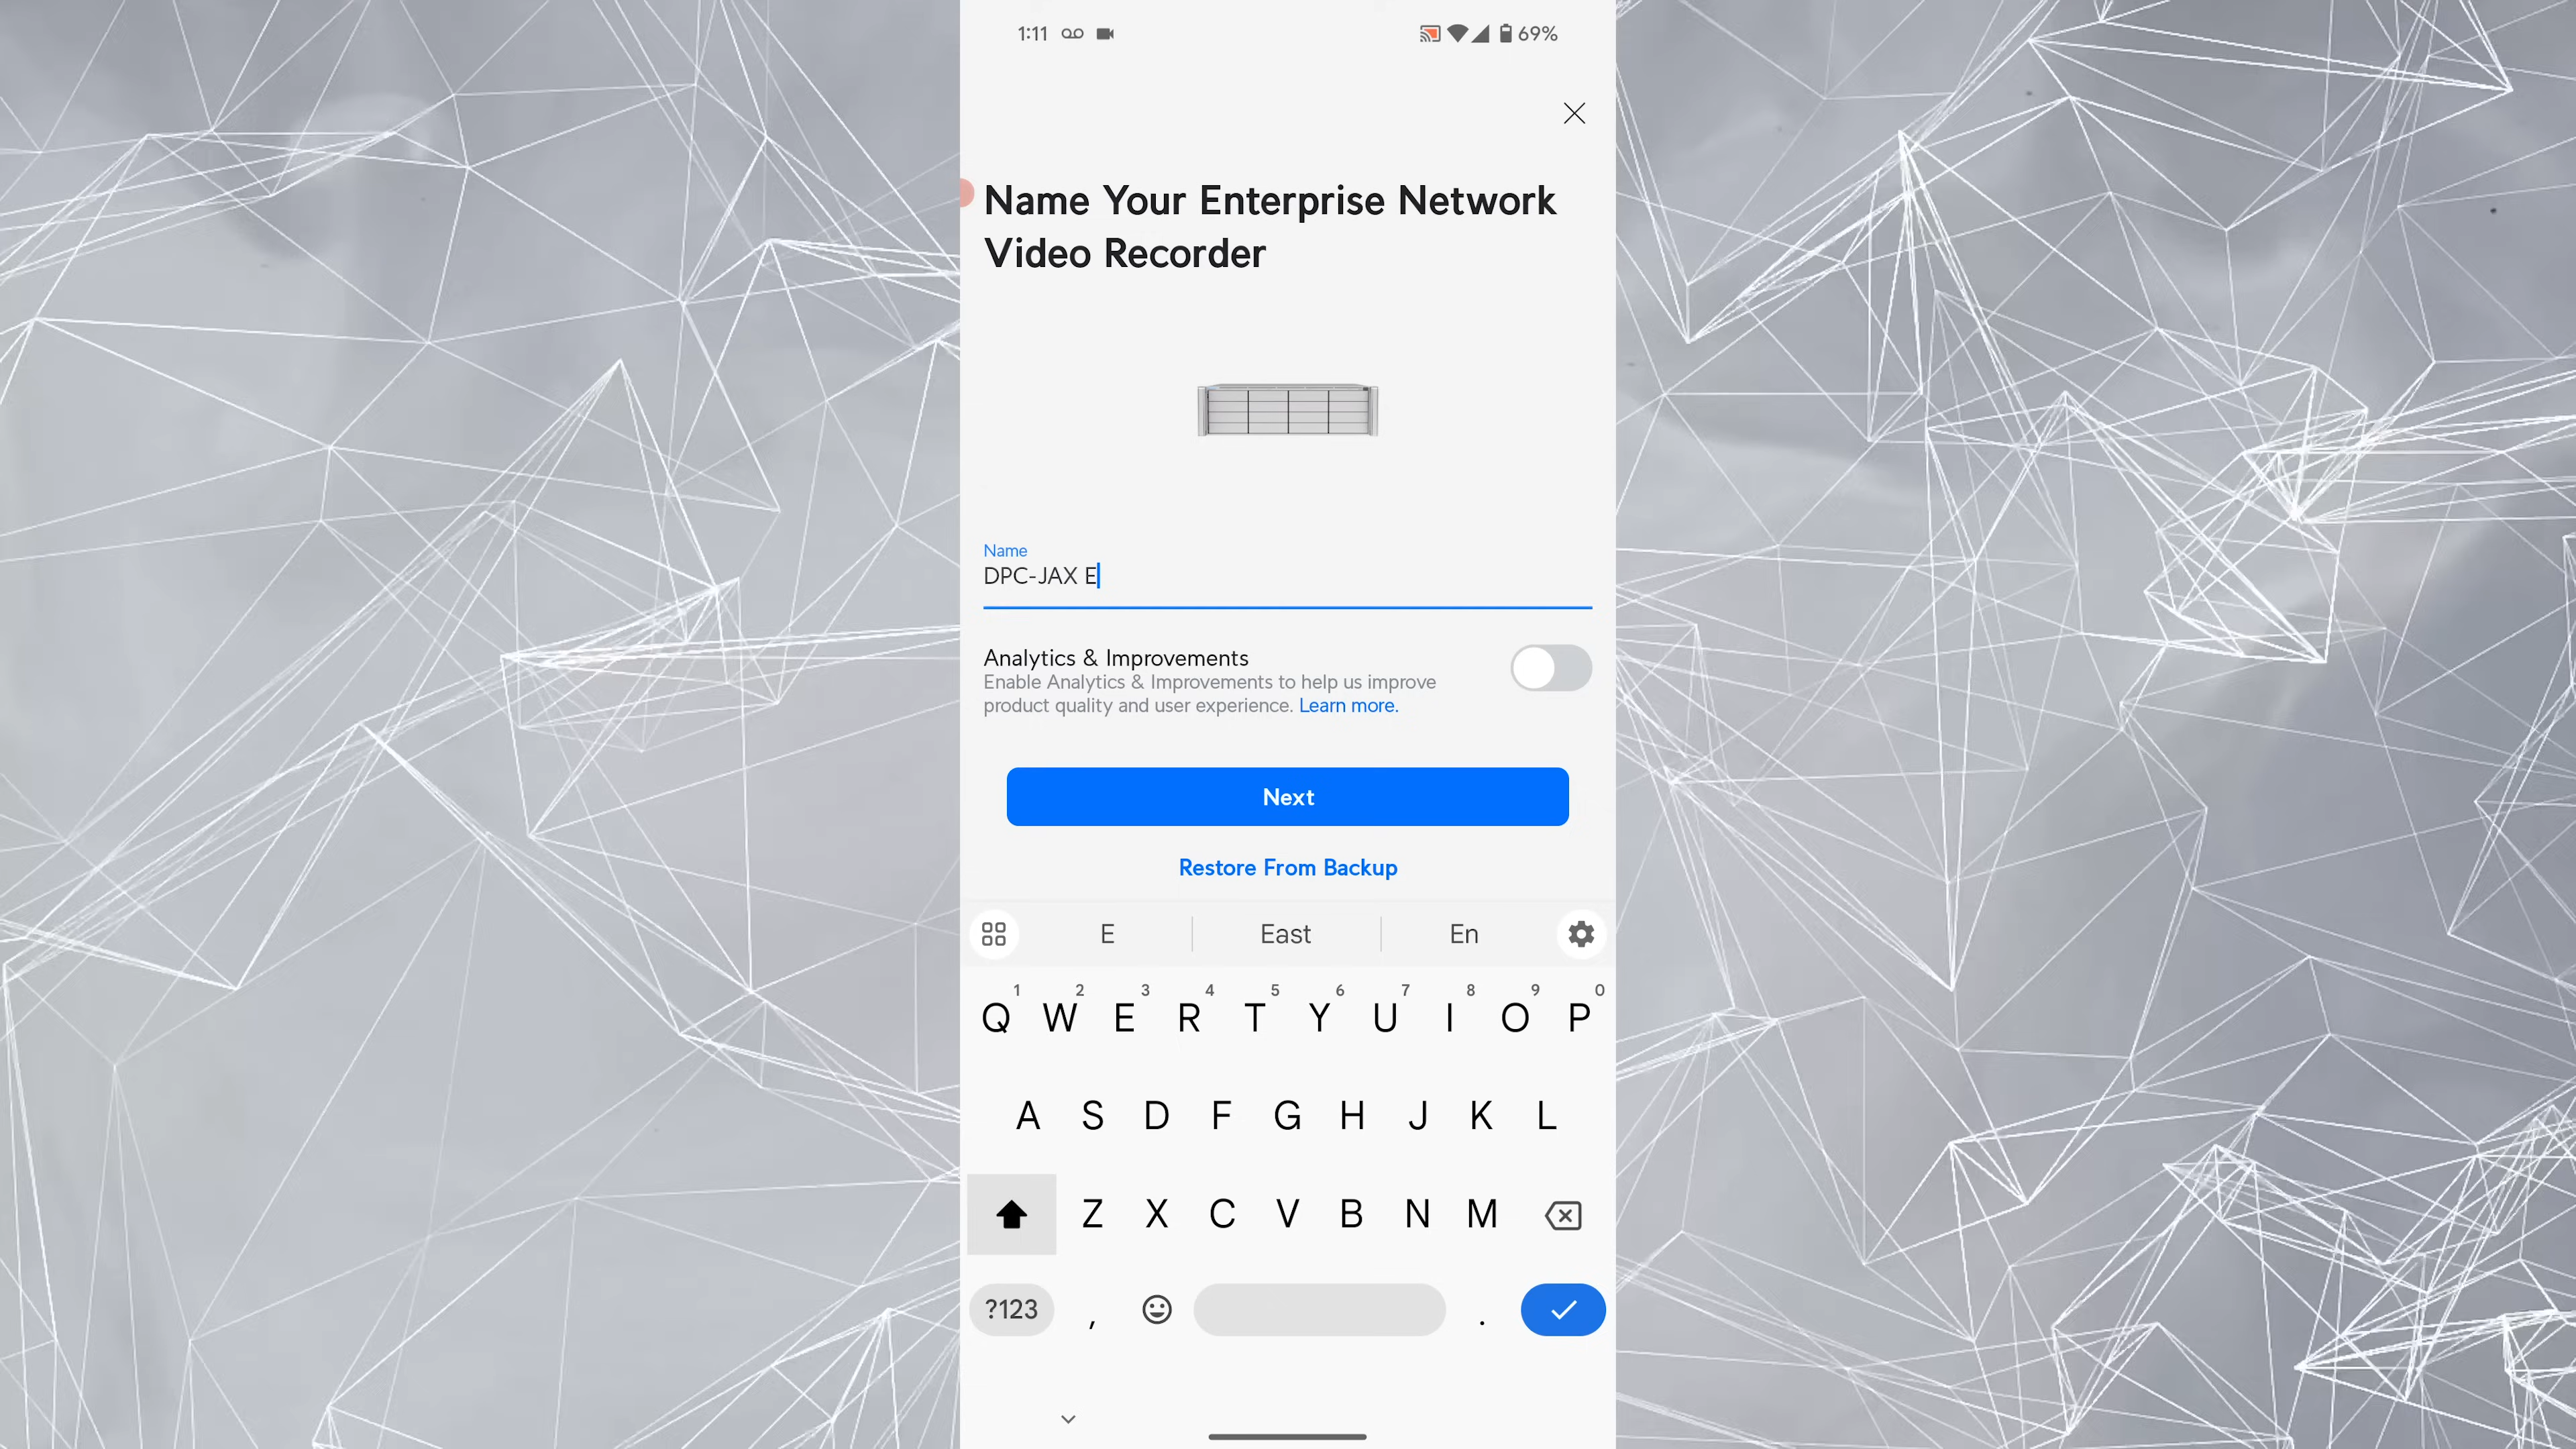 1:11 69%
Name Your Enterprise Network
Video Recorder
Name
DPC-JAX E
Analytics & Improvements
Enable Analytics & Improvements to help us improve
product quality and user experience. Learn more.
Next
Restore From Backup
E East En
1 2 3 4 5 6 7 8 9 0
Q W E R T Y U I O P
A S D F G H J K L
Z X C V B N M
?123 , .